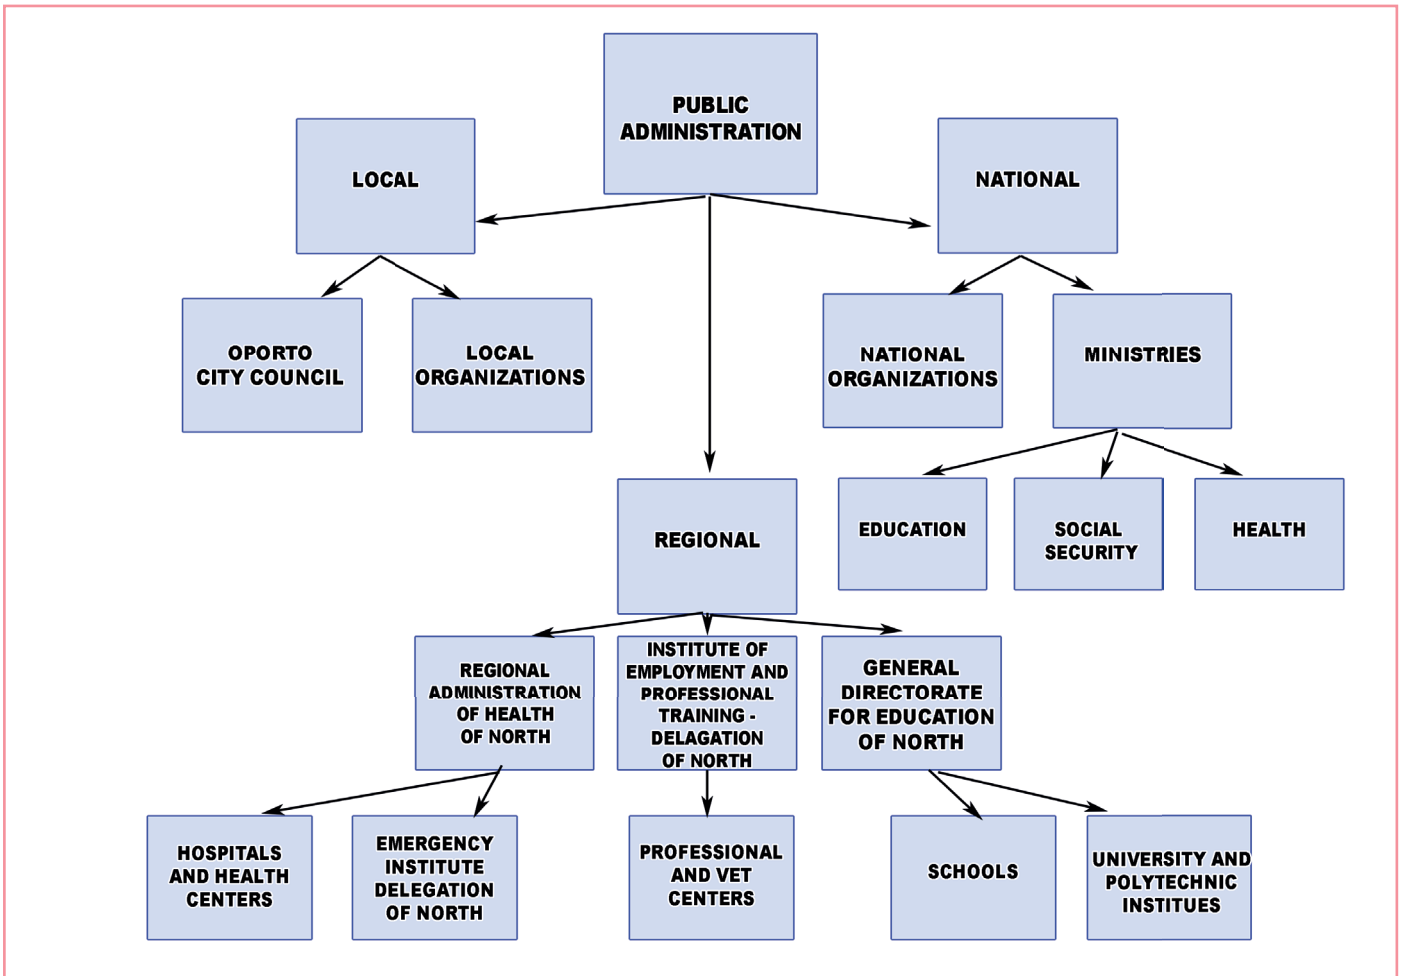 PUBLIC
ADMINISTRATION
LOCAL
NATIONAL
OPORTO
CITY COUNCIL
LOCAL
ORGANIZATIONS
NATIONAL
ORGANIZATIONS
MINISTRIES
REGIONAL
EDUCATION
SOCIAL
SECURITY
HEALTH
REGIONAL
ADMINISTRATION
OF HEALTH
OF NORTH
INSTITUTE OF
EMPLOYMENT AND
PROFESSIONAL
TRAINING -
DELAGATION
OF NORTH
GENERAL
DIRECTORATE
FOR EDUCATION
OF NORTH
HOSPITALS
AND HEALTH
CENTERS
EMERGENCY
INSTITUTE
DELEGATION
OF NORTH
PROFESSIONAL
AND VET
CENTERS
SCHOOLS
UNIVERSITY AND
POLYTECHNIC
INSTITUES